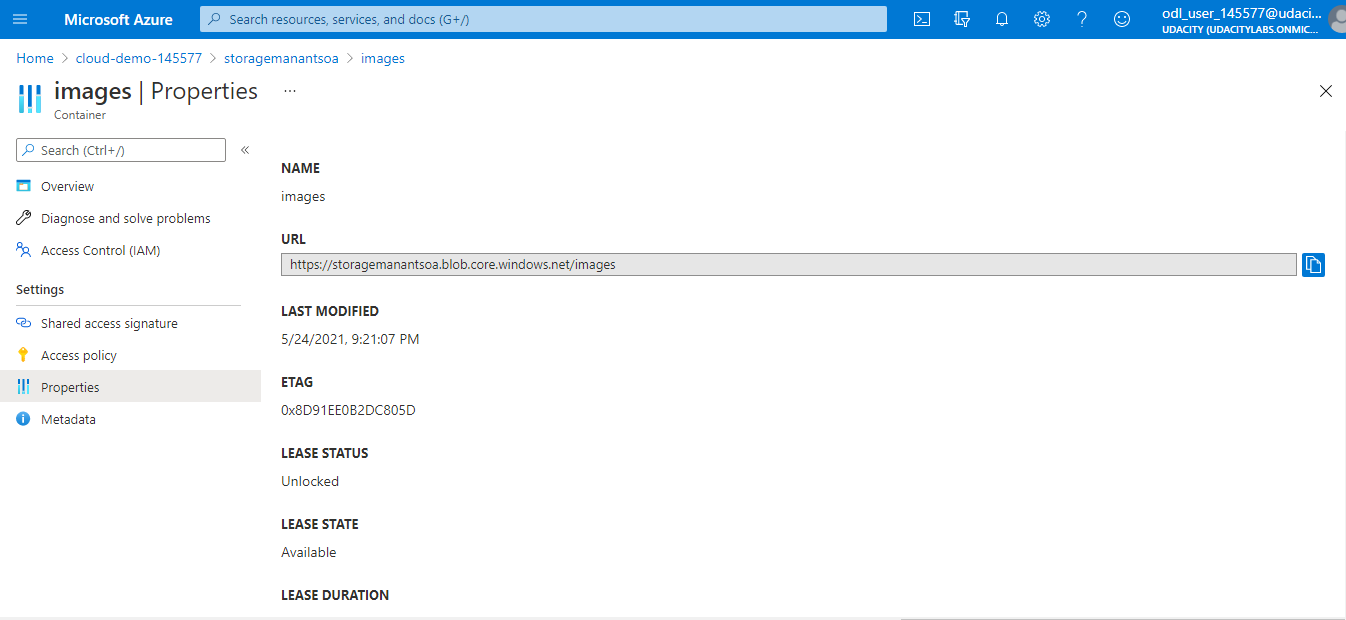 Microsoft Azure
Search resources, services, and docs (G+/)
odl_user_145577@udaci...
UDACITY (UDACITYLABS.ONMIC...
Home > cloud-demo-145577 > storagemanantsoa > images
images | Properties ...
Container
Search (Ctrl+/)
Overview
Diagnose and solve problems
Access Control (IAM)
Settings
Shared access signature
Access policy
Properties
Metadata
NAME
images
URL
https://storagemanantsoa.blob.core.windows.net/images
LAST MODIFIED
5/24/2021, 9:21:07 PM
ETAG
0x8D91EE0B2DC805D
LEASE STATUS
Unlocked
LEASE STATE
Available
LEASE DURATION